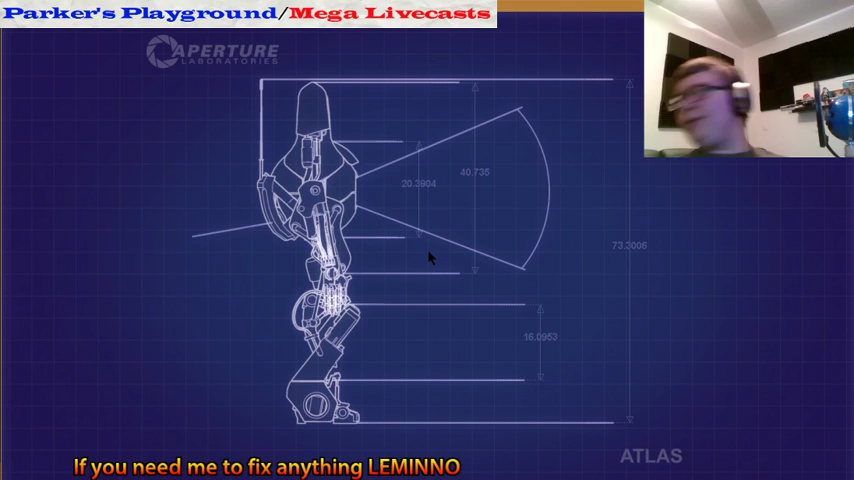 Parker's Playground/Mega Livecasts
APERTURE
LABORATORIES
20.3904
40.735
73.2006
16.0953
ATLAS
If you need me to fix anything LEMINNO